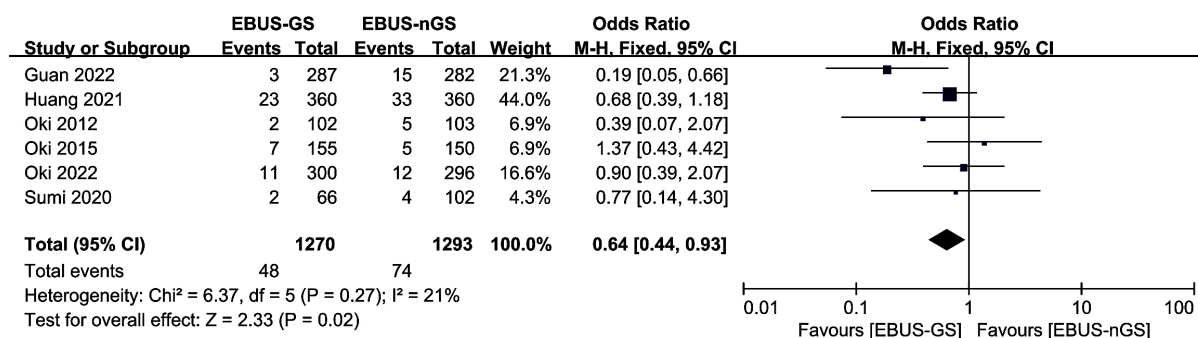 EBUS-GS EBUS-nGS Odds Ratio Odds Ratio
Study or Subgroup Events Total Events Total Weight M-H, Fixed, 95% CI M-H, Fixed, 95% CI
Guan 2022 3 287 15 282 21.3% 0.19 [0.05, 0.66]
Huang 2021 23 360 33 360 44.0% 0.68 [0.39, 1.18]
Oki 2012 2 102 5 103 6.9% 0.39 [0.07, 2.07]
Oki 2015 7 155 5 150 6.9% 1.37 [0.43, 4.42]
Oki 2022 11 300 12 296 16.6% 0.90 [0.39, 2.07]
Sumi 2020 2 66 4 102 4.3% 0.77 [0.14, 4.30]
Total (95% CI) 1270 1293 100.0% 0.64 [0.44, 0.93]
Total events 48 74
Heterogeneity: Chi² = 6.37, df = 5 (P = 0.27); I² = 21%
Test for overall effect: Z = 2.33 (P = 0.02)
0.01 0.1 1 10 100
Favours [EBUS-GS] Favours [EBUS-nGS]